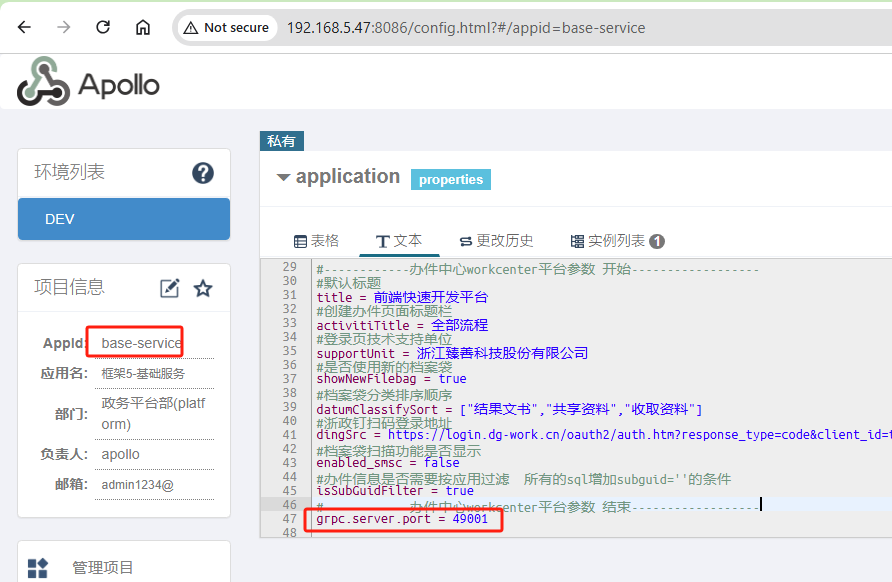 Not secure 192.168.5.47:8086/config.html?#/appid=base-service
Apollo
环境列表
DEV
项目信息
AppId: base-service
应用名: 框架5-基础服务
部门: 政务平台部(platf
orm)
负责人: apollo
邮箱: admin1234@
管理项目
私有
application properties
表格 文本 更改历史 实例列表 1
29 #------------办件中心workcenter平台参数 开始------------------
30 #默认标题
31 title = 前端快速开发平台
32 #创建办件页面标题栏
33 activitiTitle = 全部流程
34 #登录页技术支持单位
35 supportUnit = 浙江臻善科技股份有限公司
36 #是否使用新的档案袋
37 showNewFilebag = true
38 #档案袋分类排序顺序
39 datumClassifySort = ["结果文书","共享资料","收取资料"]
40 #浙政钉扫码登录地址
41 dingSrc = https://login.dg-work.cn/oauth2/auth.htm?response_type=code&client_id=t
42 #档案袋扫描功能是否显示
43 enabled_smsc = false
44 #办件信息是否需要按应用过滤 所有的sql增加subguid=''的条件
45 isSubGuidFilter = true
46 # 办件中心workcenter平台参数 结束------------------
47 grpc.server.port = 49001
48